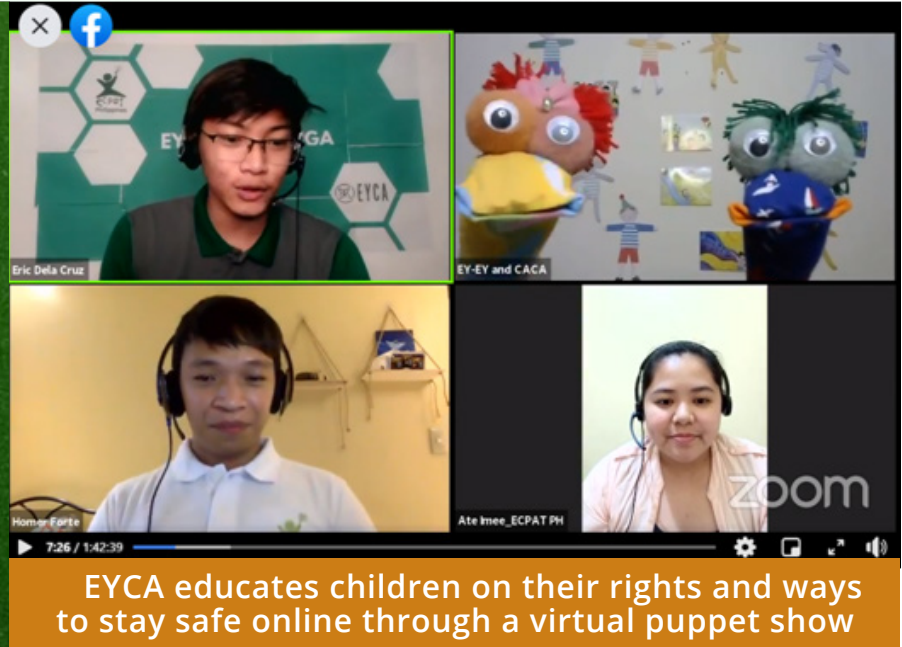 ecpat
Philippines
EY
YGA
EYCA
Eric Dela Cruz
EY-EY and CACA
Homer Forte
Ate Imee_ECPAT PH
zoom
7:26 / 1:42:39
EYCA educates children on their rights and ways
to stay safe online through a virtual puppet show